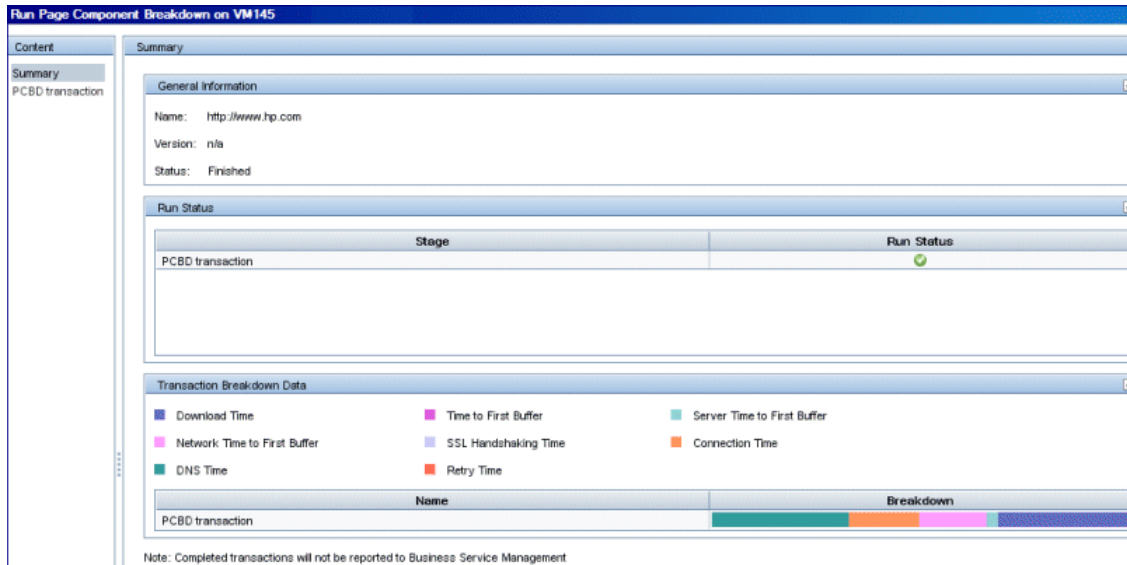 Run Page Component Breakdown on VM145
Content
Summary
PCBD transaction
Summary
General Information
Name: http://www.hp.com
Version: n/a
Status: Finished
Run Status
Stage Run Status
PCBD transaction
Transaction Breakdown Data
Download Time Time to First Buffer Server Time to First Buffer
Network Time to First Buffer SSL Handshaking Time Connection Time
DNS Time Retry Time
Name Breakdown
PCBD transaction
Note: Completed transactions will not be reported to Business Service Management